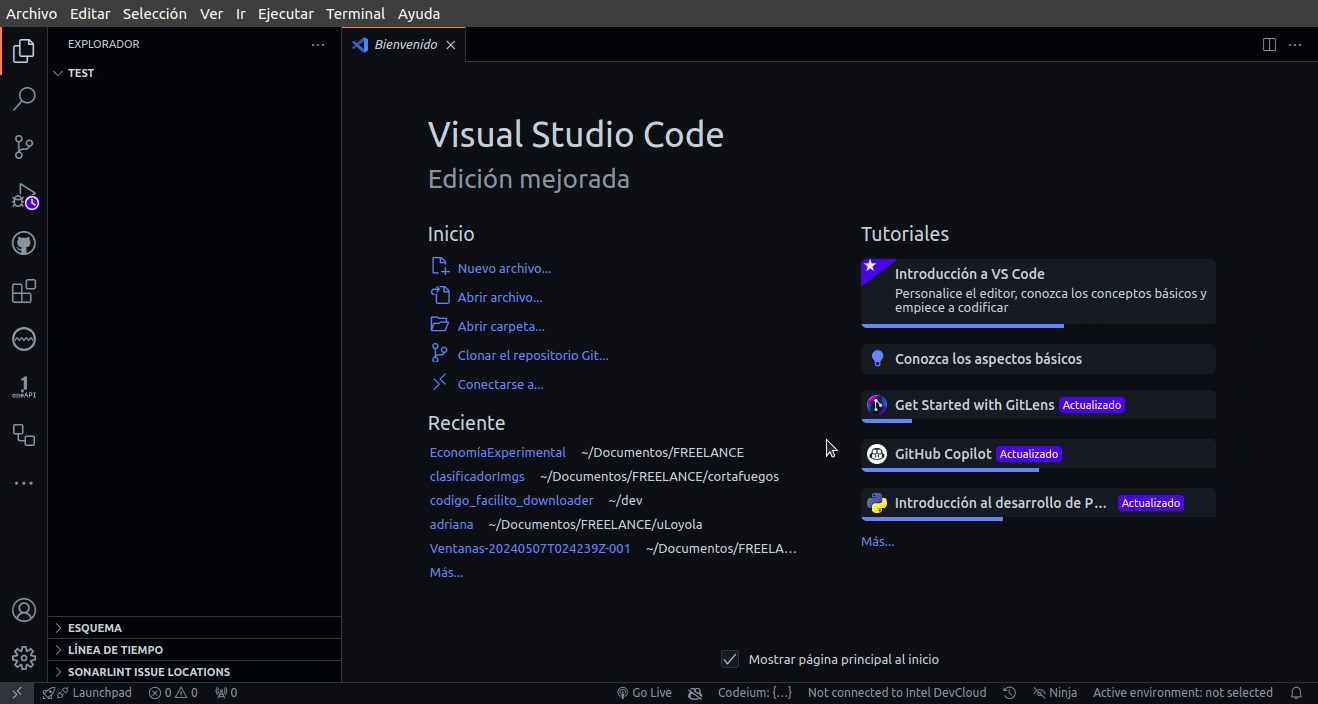 Archivo Editar Selección Ver Ir Ejecutar Terminal Ayuda
EXPLORADOR
Bienvenido
TEST
Visual Studio Code
Edición mejorada
Inicio
Nuevo archivo...
Abrir archivo...
Abrir carpeta...
Clonar el repositorio Git...
Conectarse a...
Reciente
EconomíaExperimental ~/Documentos/FREELANCE
clasificadorImgs ~/Documentos/FREELANCE/cortafuegos
codigo_facilito_downloader ~/dev
adriana ~/Documentos/FREELANCE/uLoyola
Ventanas-20240507T024239Z-001 ~/Documentos/FREELA...
Más...
Tutoriales
Introducción a VS Code
Personalice el editor, conozca los conceptos básicos y
empiece a codificar
Conozca los aspectos básicos
Get Started with GitLens Actualizado
GitHub Copilot Actualizado
Introducción al desarrollo de P... Actualizado
Más...
1
oneAPI
ESQUEMA
LÍNEA DE TIEMPO
SONARLINT ISSUE LOCATIONS
Mostrar página principal al inicio
Launchpad 0 0 0 Go Live Codeium: {...} Not connected to Intel DevCloud Ninja Active environment: not selected